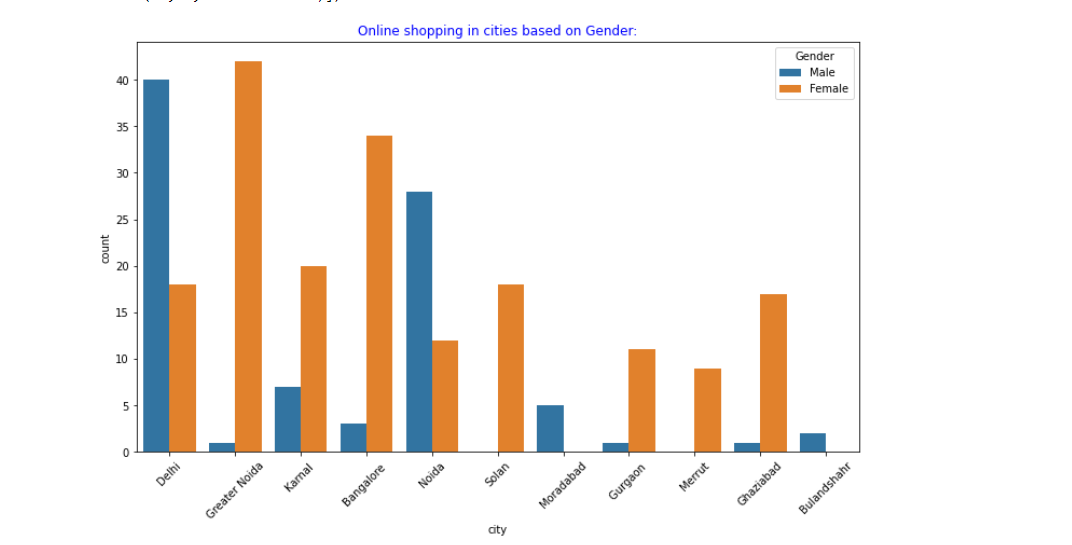 Online shopping in cities based on Gender:
Gender
Male
Female
40
35
30
25
20
15
10
5
0
count
Delhi
Greater Noida
Karnal
Bangalore
Noida
Solan
Moradabad
Gurgaon
Merrut
Ghaziabad
Bulandshahr
city